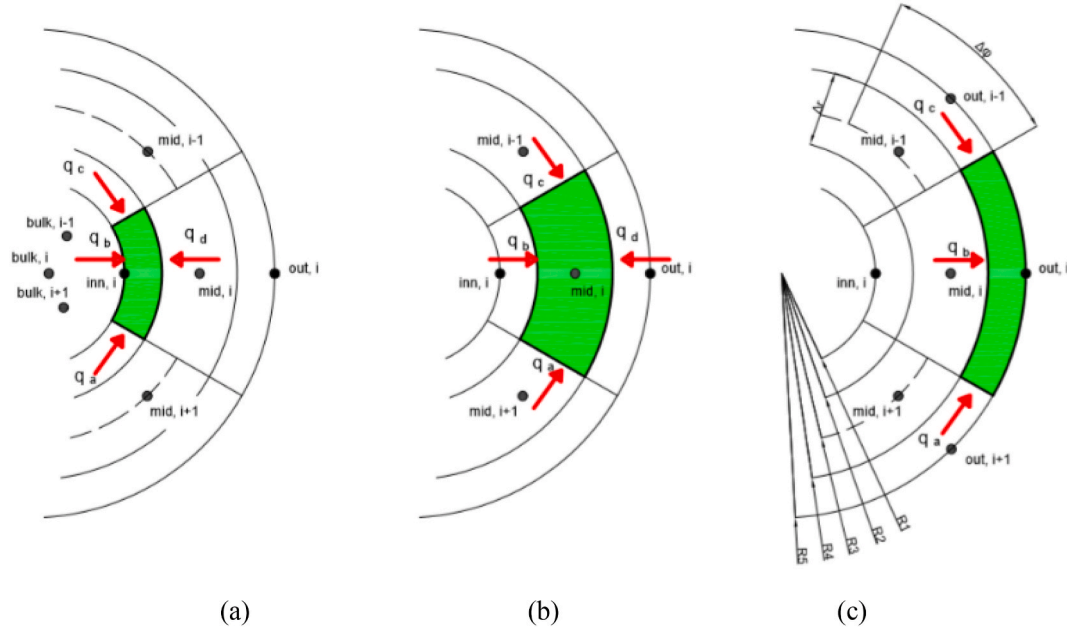 mid, i-1
q c
bulk, i-1
q b
q d
bulk, i
inn, i
mid, i
out, i
bulk, i+1
q a
mid, i+1
(a)
mid, i-1
q c
q b
q d
inn, i
mid, i
out, i
q a
mid, i+1
(b)
Δφ
out, i-1
q c
Δr
mid, i-1
q b
inn, i
mid, i
out, i
mid, i+1
q a
out, i+1
R1
R2
R3
R4
R5
(c)